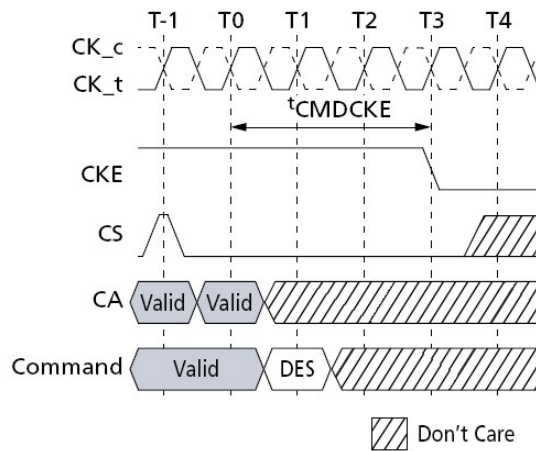 T-1 T0 T1 T2 T3 T4
CK_c
CK_t
tCMDCKE
CKE
CS
CA Valid Valid
Command Valid DES
Don't Care